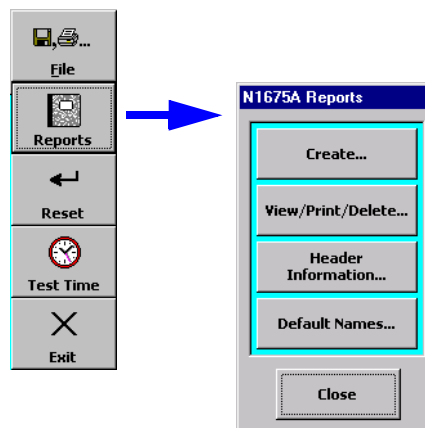 ,...
File
Reports
Reset
Test Time
Exit
N1675A Reports
Create...
View/Print/Delete...
Header
Information...
Default Names...
Close